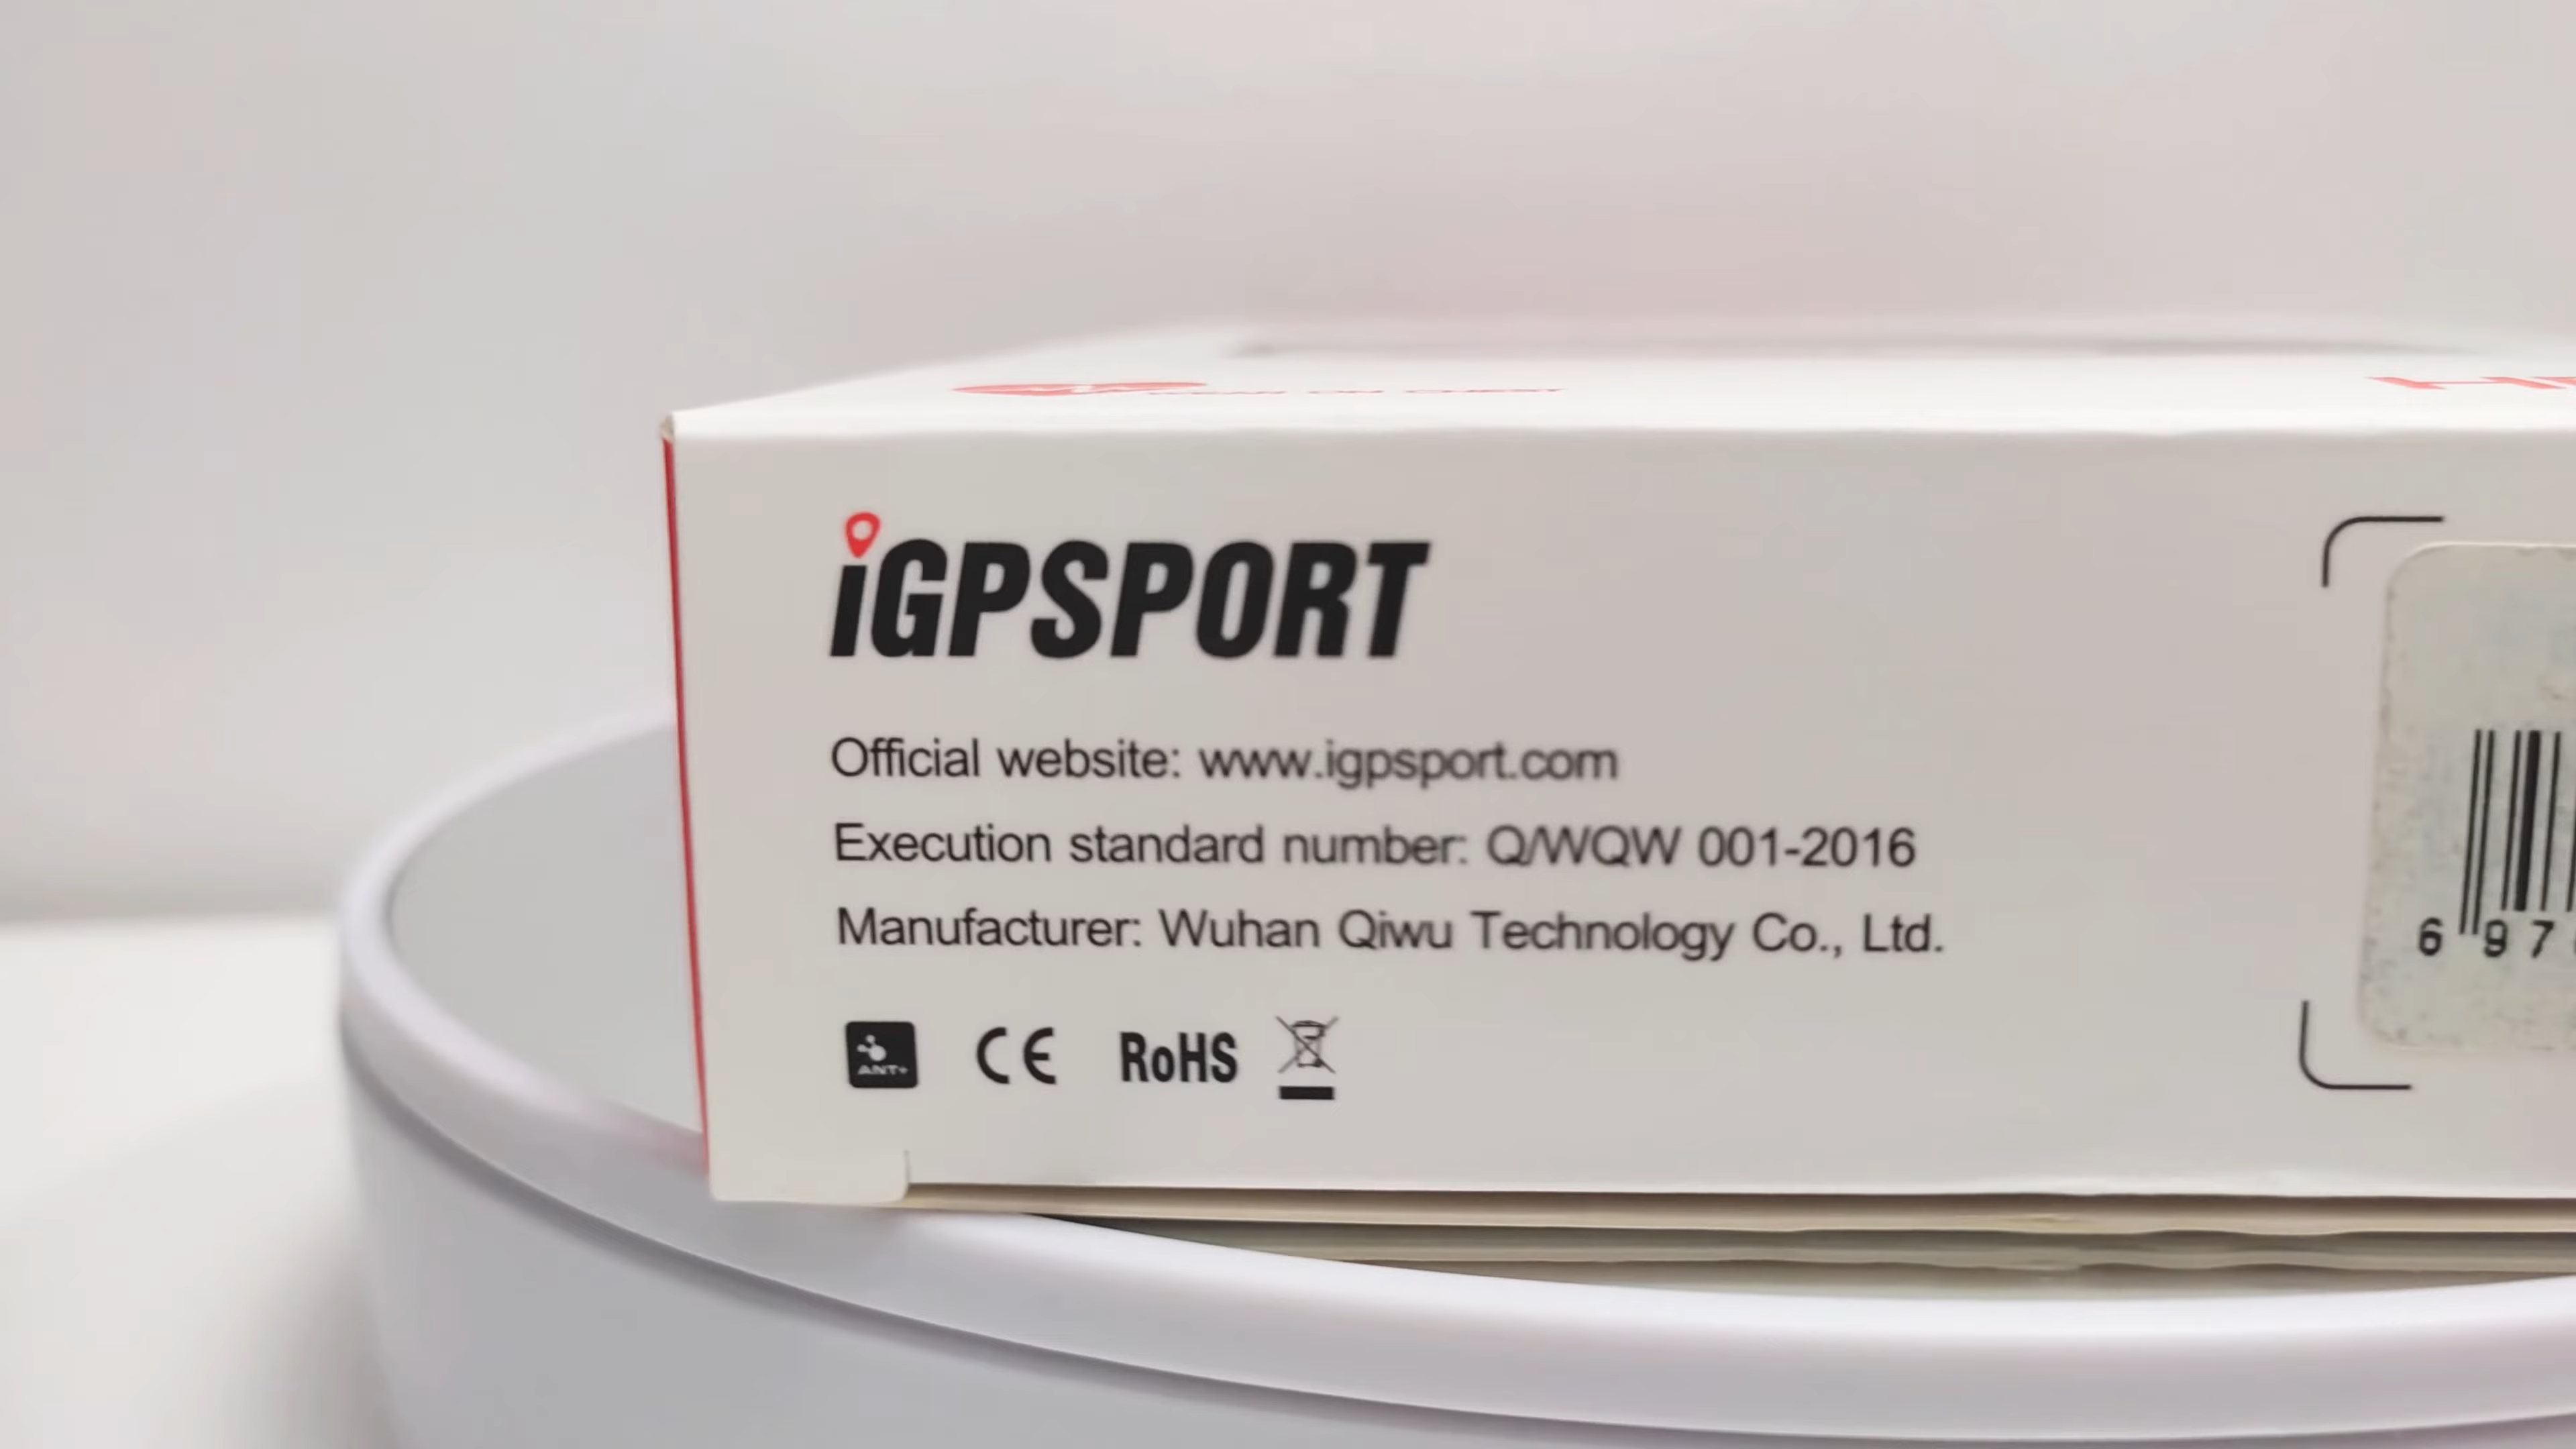 iGPSPORT
Official website: www.igpsport.com
Execution standard number: Q/WQW 001-2016
Manufacturer: Wuhan Qiwu Technology Co., Ltd.
ANT+ CE RoHS
6 97